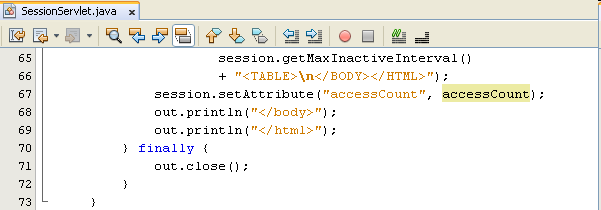 SessionServlet.java x
65 session.getMaxInactiveInterval()
66 + "<TABLE>\n</BODY></HTML>");
67 session.setAttribute("accessCount", accessCount);
68 out.println("</body>");
69 out.println("</html>");
70 } finally {
71 out.close();
72 }
73 }